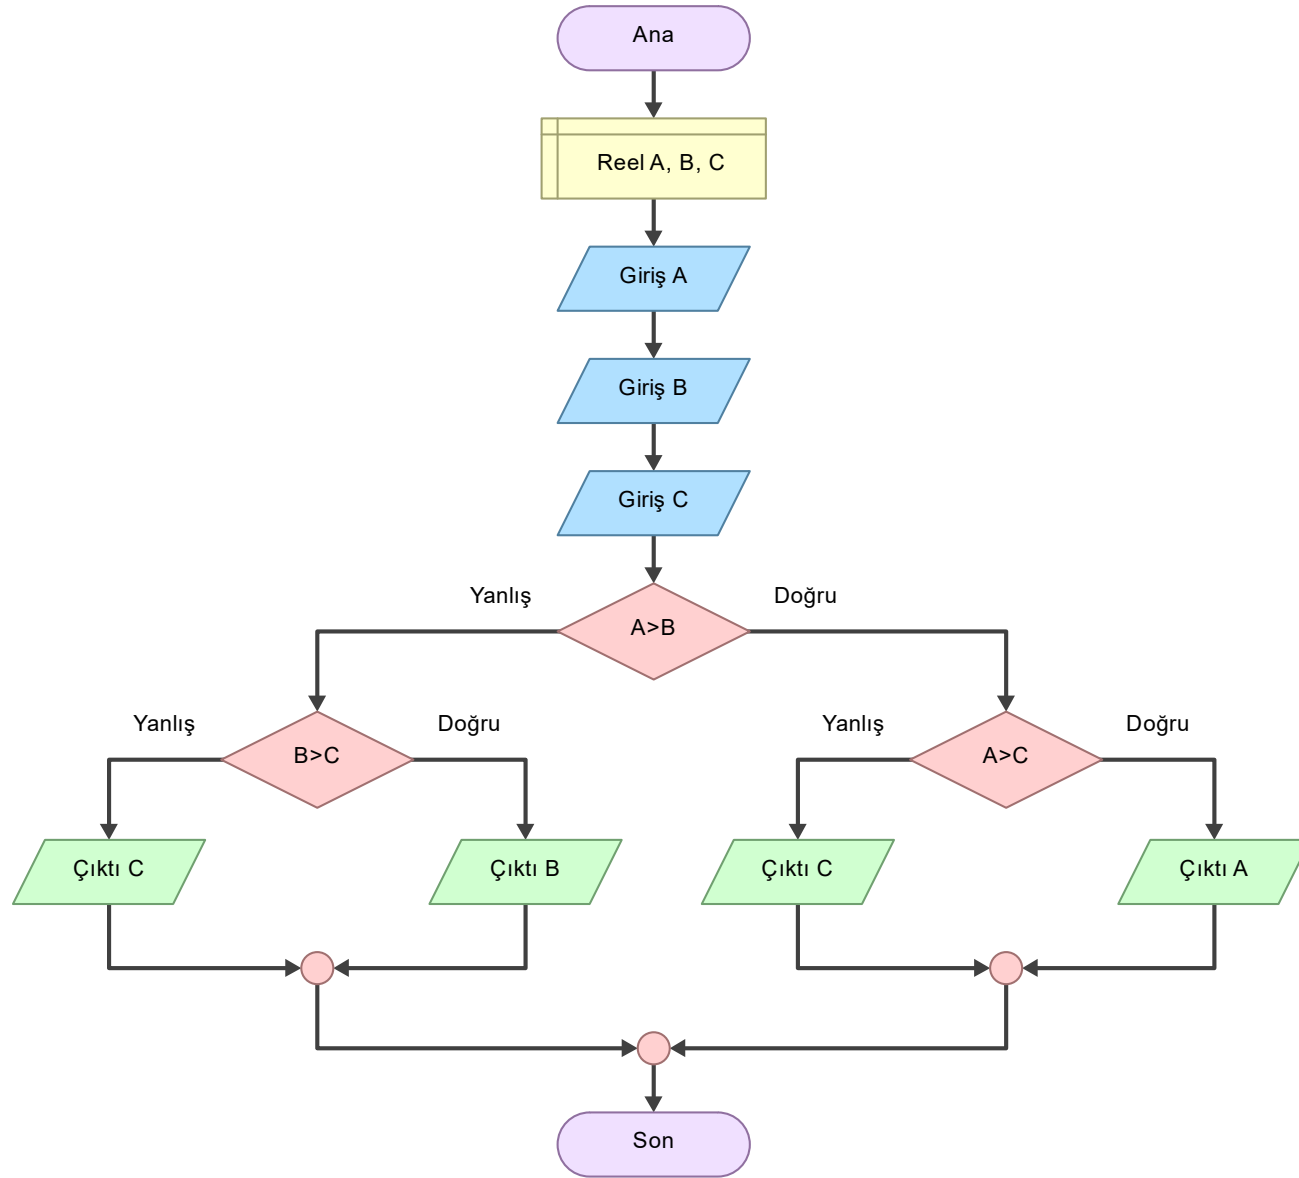 Ana
Reel A, B, C
Giriş A
Giriş B
Giriş C
Yanlış
A>B
Doğru
Yanlış
B>C
Doğru
Yanlış
A>C
Doğru
Çıktı C
Çıktı B
Çıktı C
Çıktı A
Son